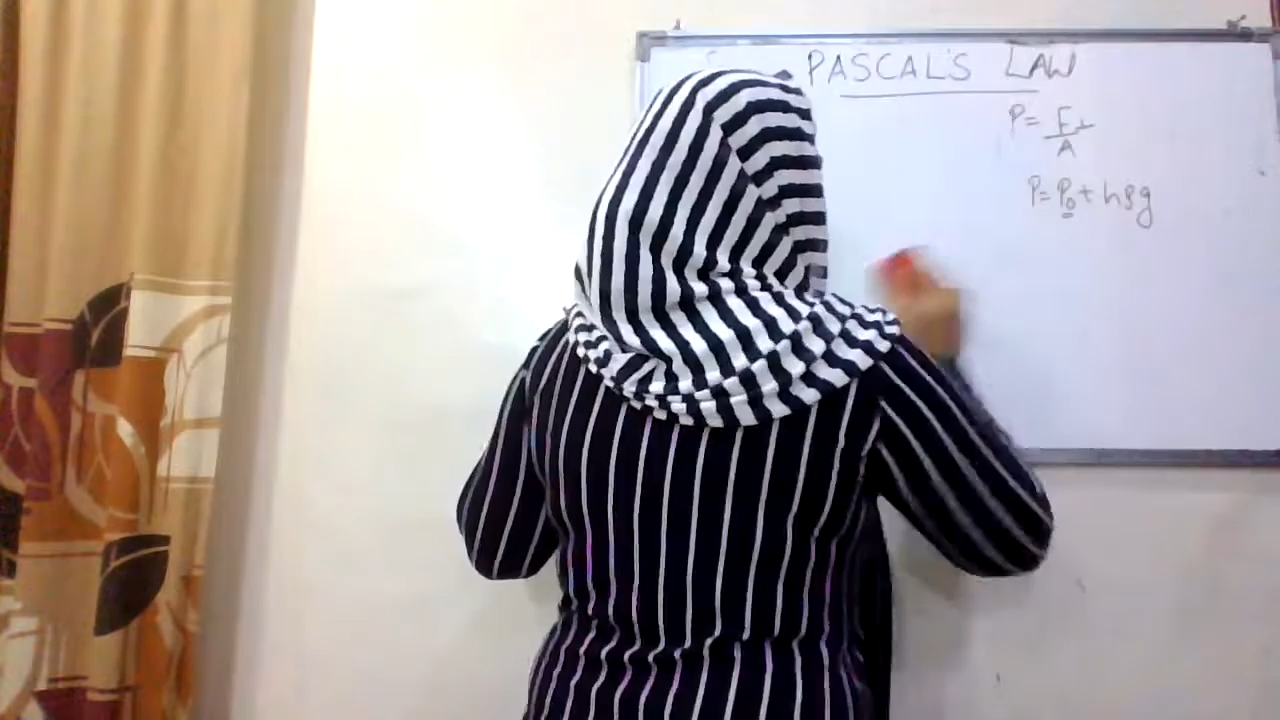 PASCAL'S LAW
P = F⊥/A
P = P₀ + hρg